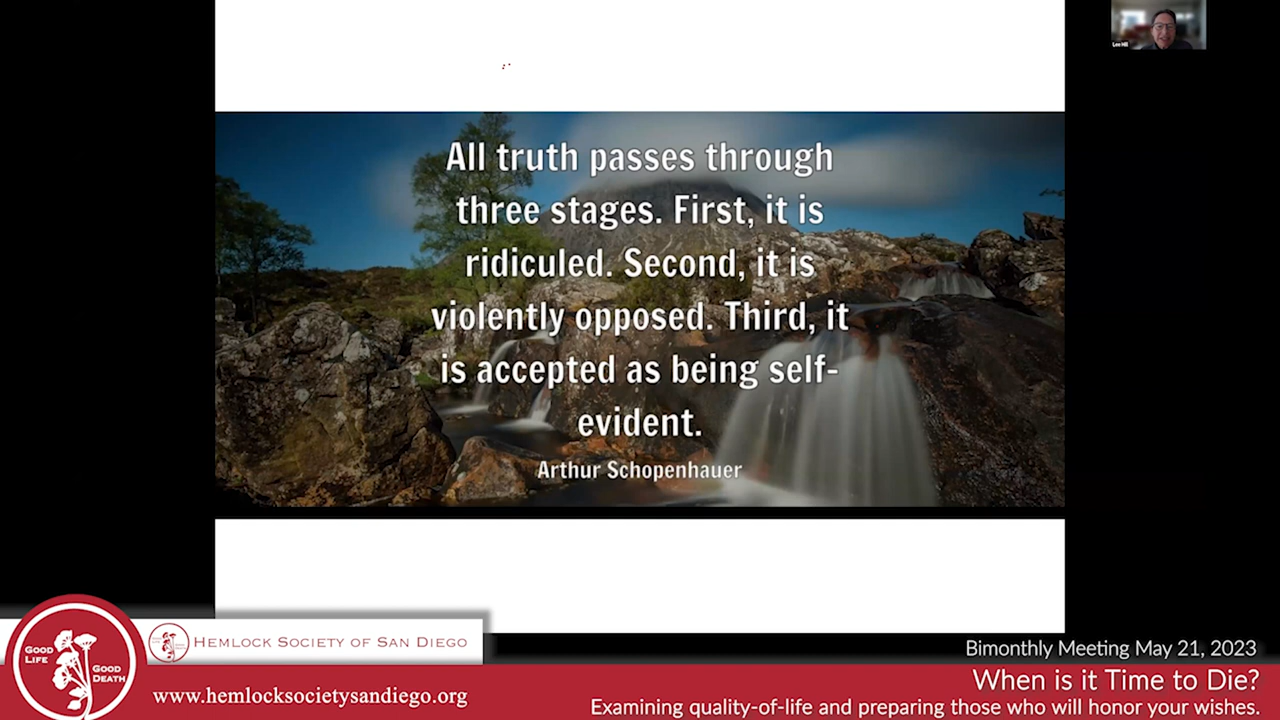 Lee Hill
All truth passes through
three stages. First, it is
ridiculed. Second, it is
violently opposed. Third, it
is accepted as being self-
evident.
Arthur Schopenhauer
GOOD
LIFE
GOOD
DEATH
HEMLOCK SOCIETY OF SAN DIEGO
www.hemlocksocietysandiego.org
Bimonthly Meeting May 21, 2023
When is it Time to Die?
Examining quality-of-life and preparing those who will honor your wishes.